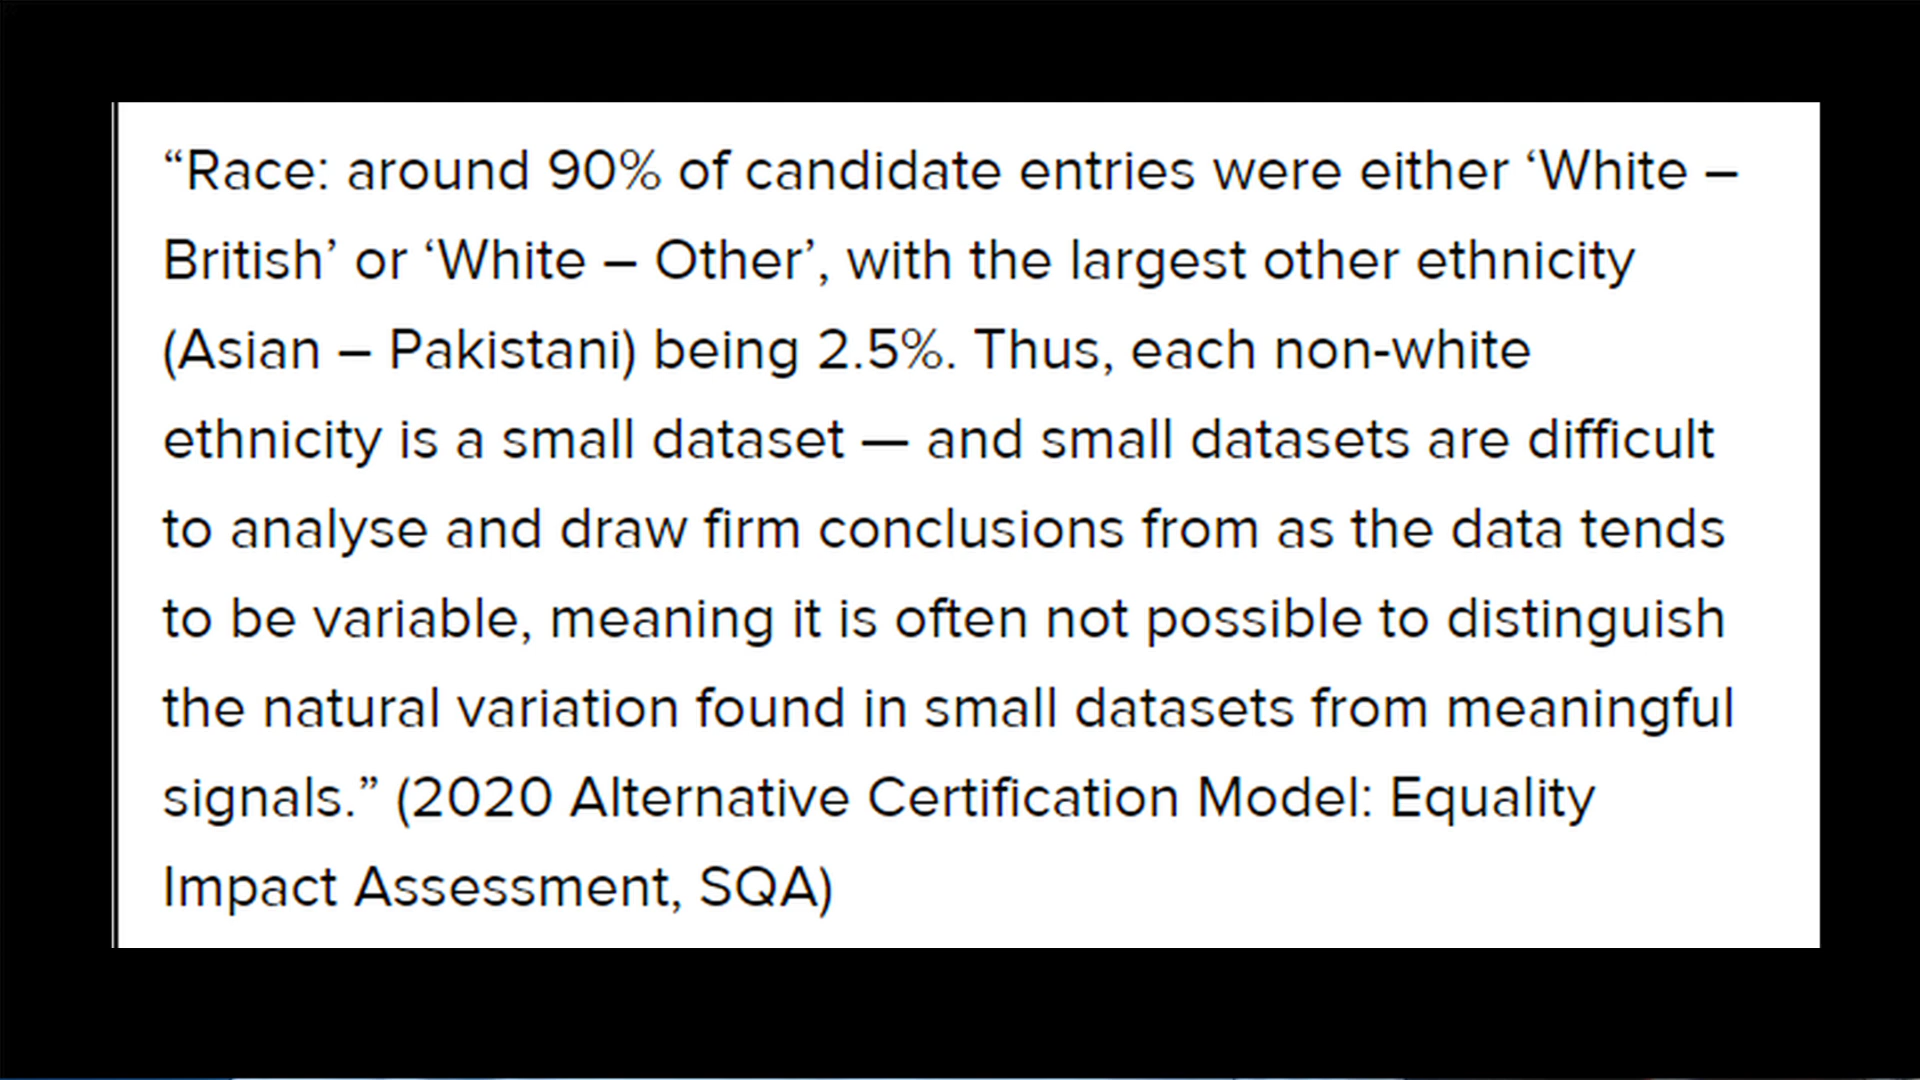 “Race: around 90% of candidate entries were either ‘White –
British’ or ‘White – Other’, with the largest other ethnicity
(Asian – Pakistani) being 2.5%. Thus, each non-white
ethnicity is a small dataset — and small datasets are difficult
to analyse and draw firm conclusions from as the data tends
to be variable, meaning it is often not possible to distinguish
the natural variation found in small datasets from meaningful
signals.” (2020 Alternative Certification Model: Equality
Impact Assessment, SQA)